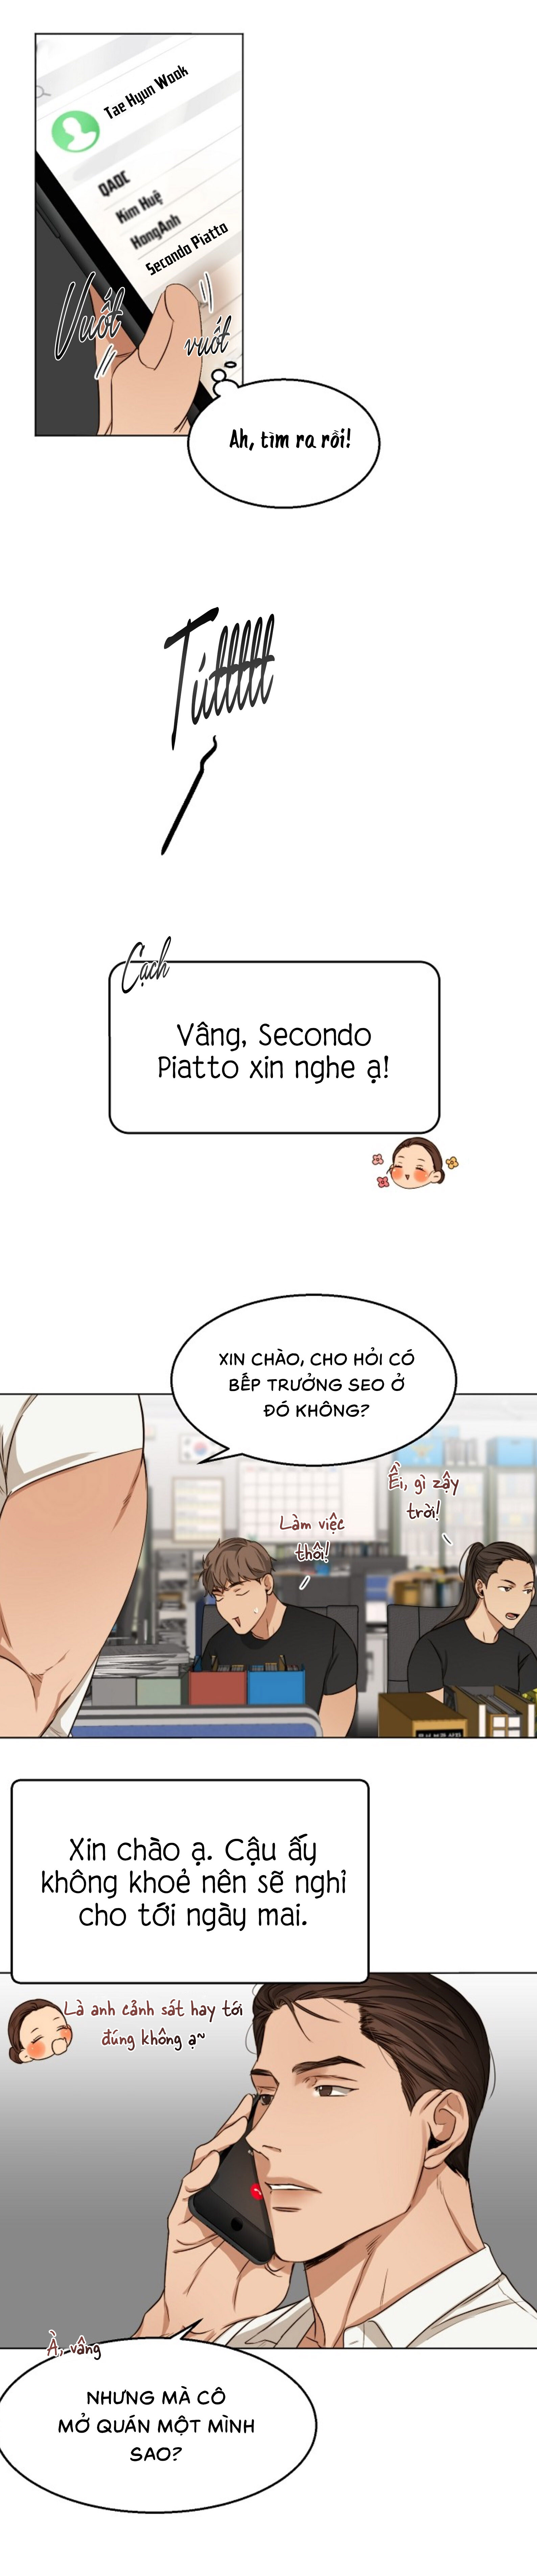 Tae Hyun Wook
QADC
Kim Huệ
HongAnh
Secondo Piatto
Vuốt
vuốt
Ah, tìm ra rồi!
Túttttt
Cạch
Vâng, Secondo
Piatto xin nghe ạ!
XIN CHÀO, CHO HỎI CÓ
BẾP TRƯỞNG SEO Ở
ĐÓ KHÔNG?
Ề i, gì zậy
trời!
Làm việc
thôi!
Xin chào ạ. Cậu ấy
không khoẻ nên sẽ nghỉ
cho tới ngày mai.
Là anh cảnh sát hay tới
đúng không ạ~
À, vâng
NHƯNG MÀ CÔ
MỞ QUÁN MỘT MÌNH
SAO?